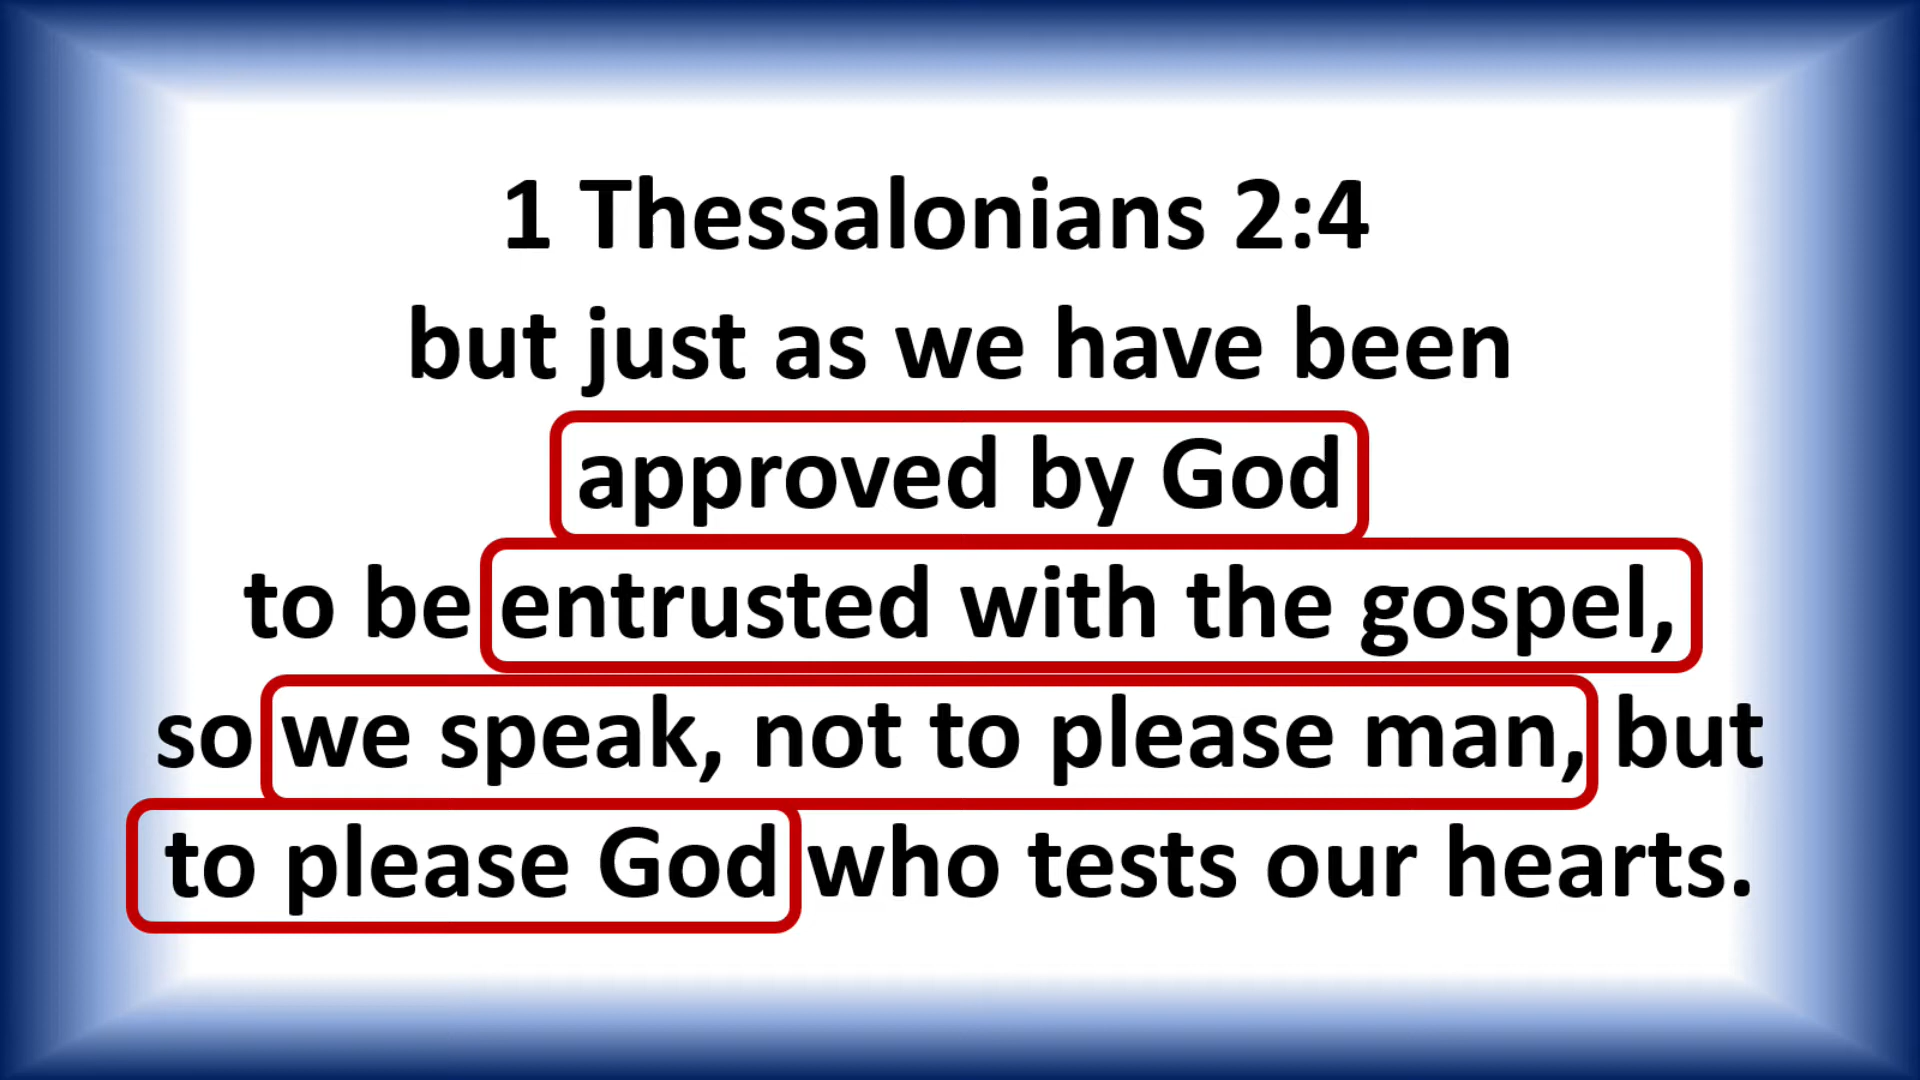 1 Thessalonians 2:4
but just as we have been
approved by God
to be entrusted with the gospel,
so we speak, not to please man, but
to please God who tests our hearts.